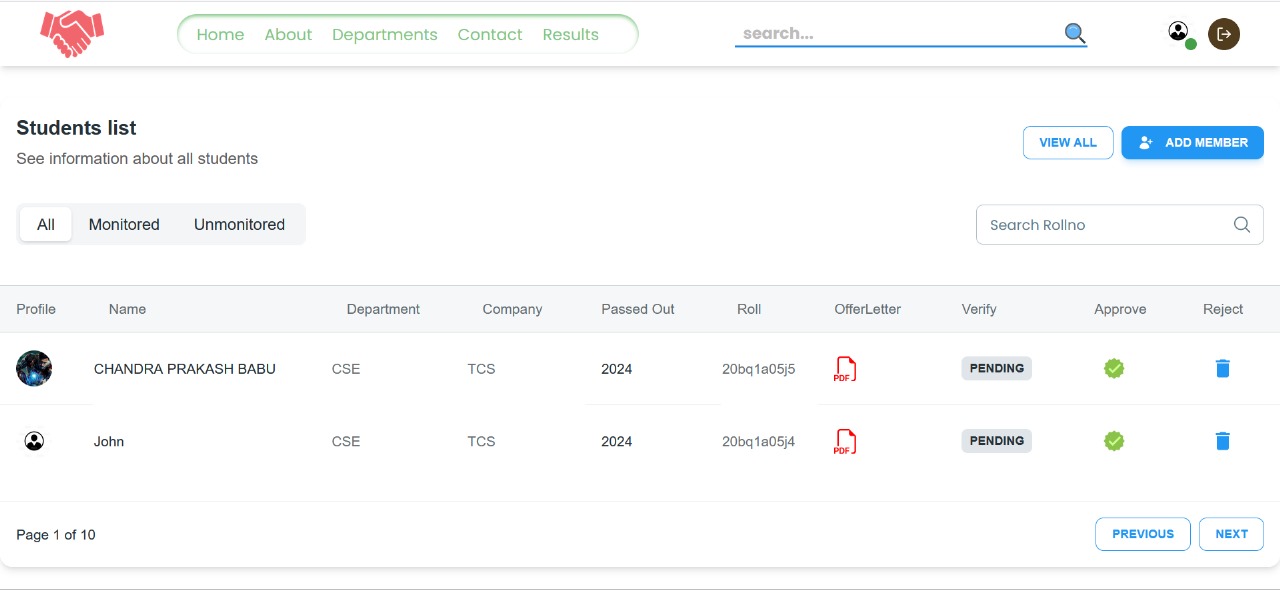 Home About Departments Contact Results search...
Students list
See information about all students
VIEW ALL ADD MEMBER
All Monitored Unmonitored Search Rollno
Profile Name Department Company Passed Out Roll OfferLetter Verify Approve Reject
CHANDRA PRAKASH BABU CSE TCS 2024 20bq1a05j5 PDF PENDING
John CSE TCS 2024 20bq1a05j4 PDF PENDING
Page 1 of 10 PREVIOUS NEXT